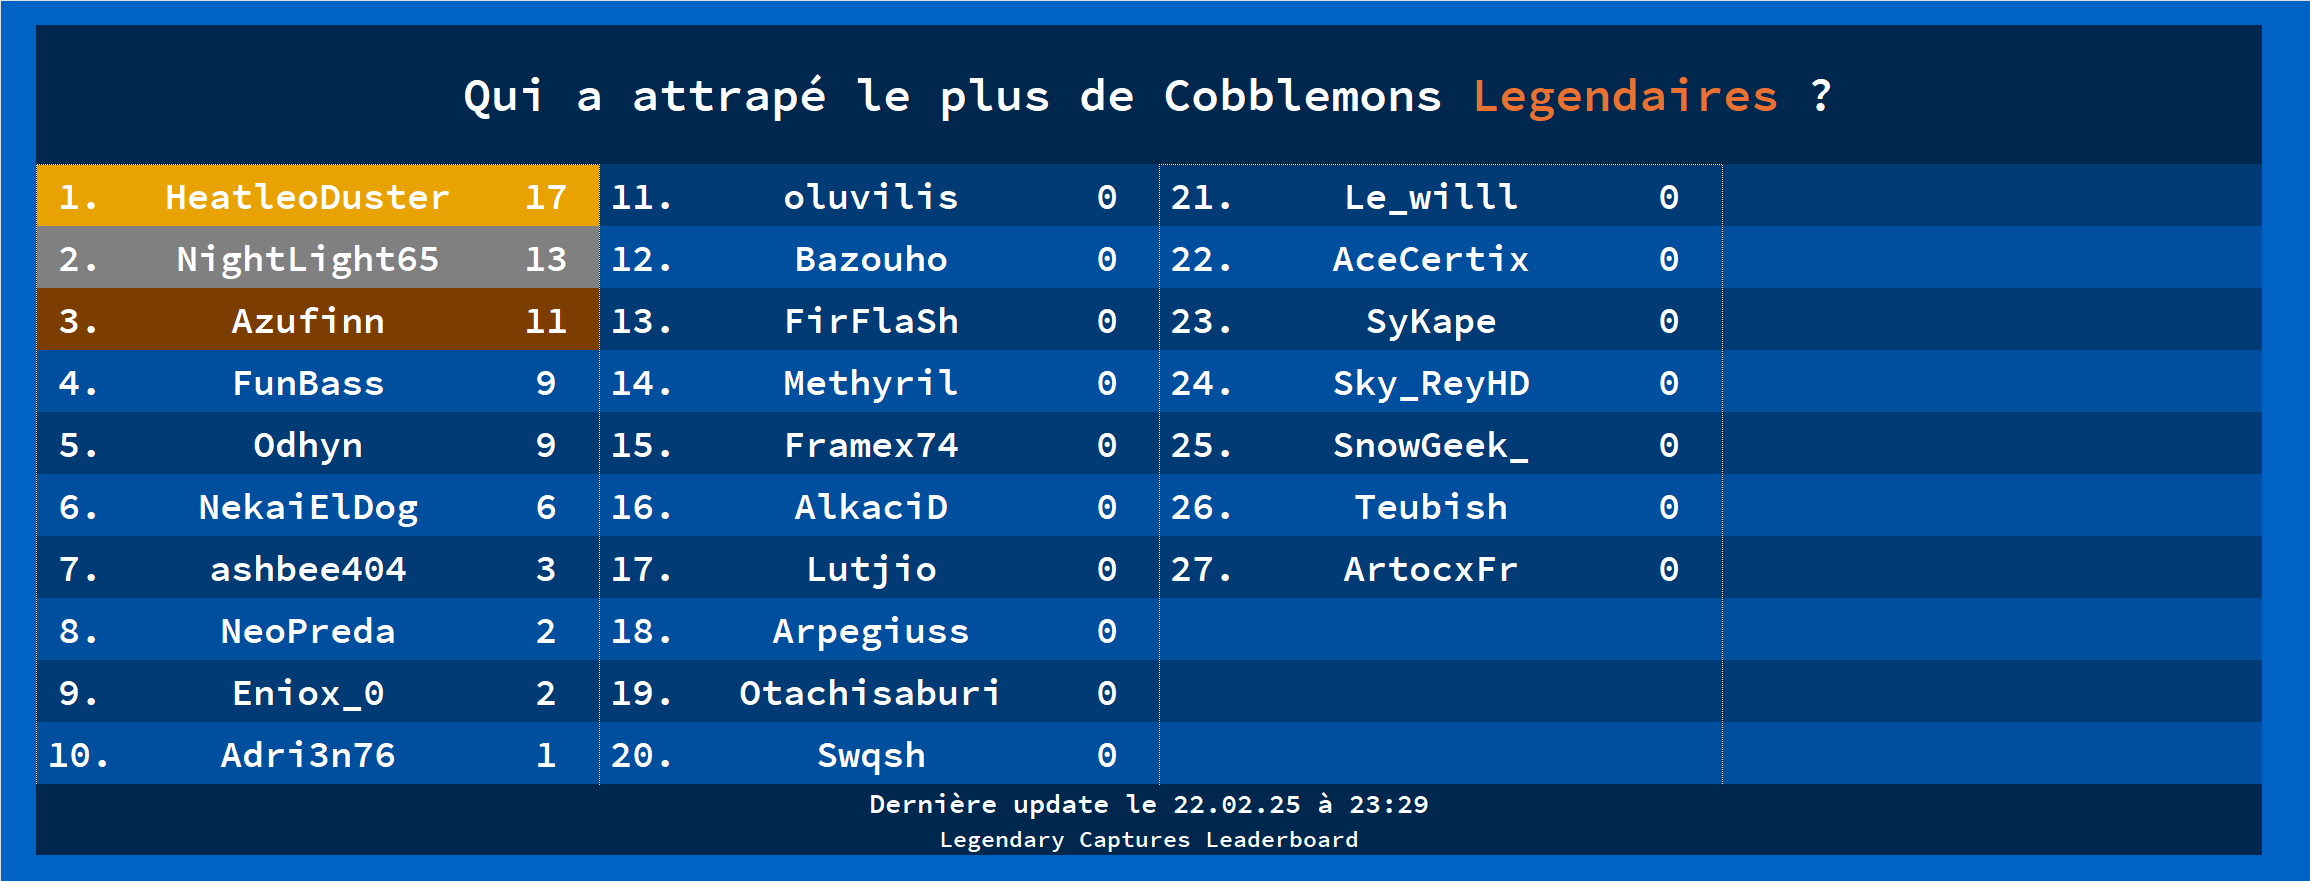 Qui a attrapé le plus de Cobblemons Legendaires ?
1. HeatleoDuster 17
2. NightLight65 13
3. Azufinn 11
4. FunBass 9
5. Odhyn 9
6. NekaiElDog 6
7. ashbee404 3
8. NeoPreda 2
9. Eniox_0 2
10. Adri3n76 1
11. oluvilis 0
12. Bazouho 0
13. FirFlaSh 0
14. Methyril 0
15. Framex74 0
16. AlkaciD 0
17. Lutjio 0
18. Arpegiuss 0
19. Otachisaburi 0
20. Swqsh 0
21. Le_willl 0
22. AceCertix 0
23. SyKape 0
24. Sky_ReyHD 0
25. SnowGeek_ 0
26. Teubish 0
27. ArtocxFr 0
Dernière update le 22.02.25 à 23:29
Legendary Captures Leaderboard